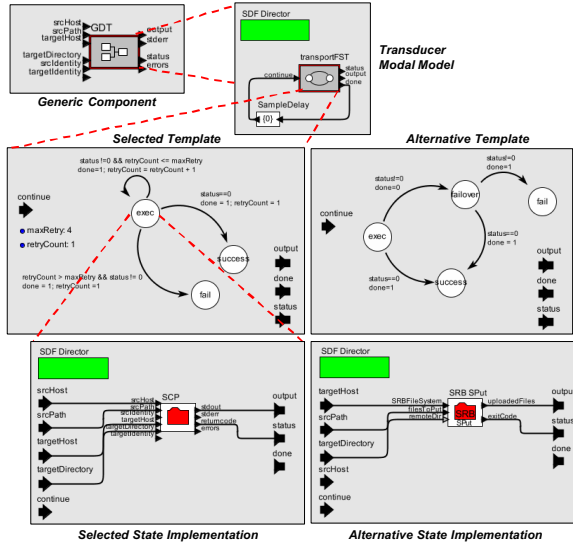 srcHost
srcPath
targetHost
GDT
output
stderr
targetDirectory
srcIdentity
targetIdentity
status
errors
Generic Component
SDF Director
transportFST
continue
status
output
done
SampleDelay
{0}
Transducer
Modal Model
Selected Template
status!=0 && retryCount <= maxRetry
done=1; retryCount = retryCount + 1
continue
maxRetry: 4
retryCount: 1
exec
status==0
done = 1; retryCount = 1
success
retryCount > maxRetry && status != 0
done = 1; retryCount =1
fail
output
done
status
Alternative Template
status!=0
done=0
status!=0
done=1
failover
fail
continue
exec
status==0
done = 1
status==0
done=1
success
output
done
status
SDF Director
srcHost
srcPath
targetHost
targetDirectory
continue
SCP
srcHost
srcPath
srcIdentity
targetHost
targetDirectory
targetIdentity
stdout
stderr
returncode
errors
output
status
done
Selected State Implementation
SDF Director
targetHost
srcPath
targetDirectory
srcHost
continue
SRB SPut
SRBFileSystem
filesToPut
remoteDir
SRB
SPut
uploadedFiles
exitCode
outpu
status
done
Alternative State Implementation